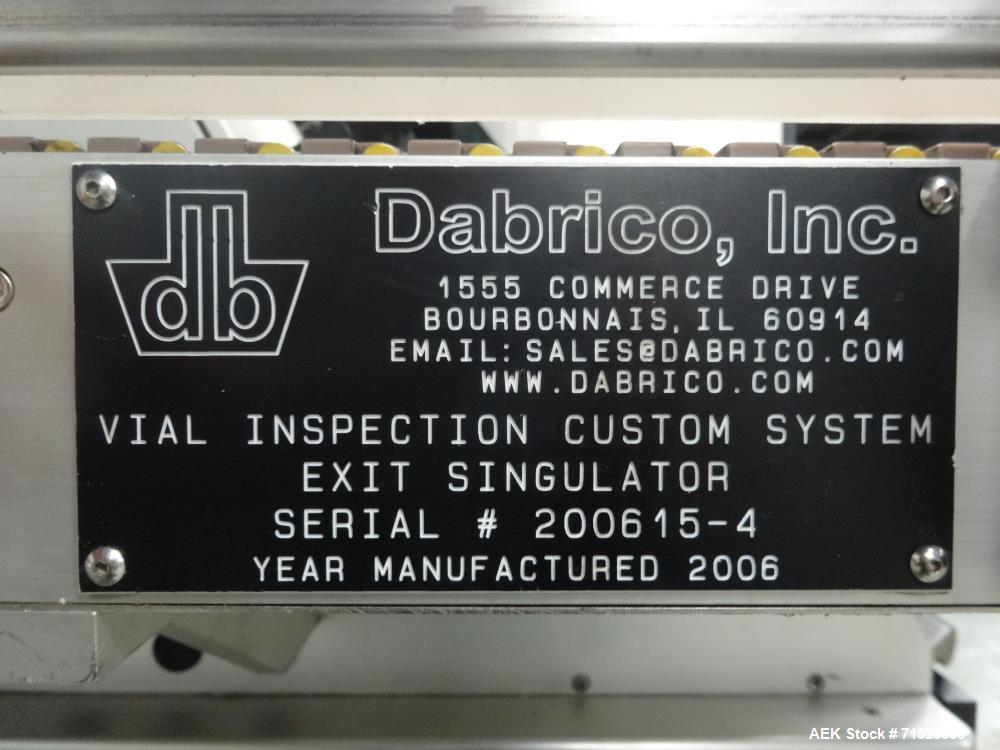 db
Dabrico, Inc.
1555 COMMERCE DRIVE
BOURBONNAIS, IL 60914
EMAIL: SALES@DABRICO.COM
WWW.DABRICO.COM
VIAL INSPECTION CUSTOM SYSTEM
EXIT SINGULATOR
SERIAL # 200615-4
YEAR MANUFACTURED 2006
AEK Stock #